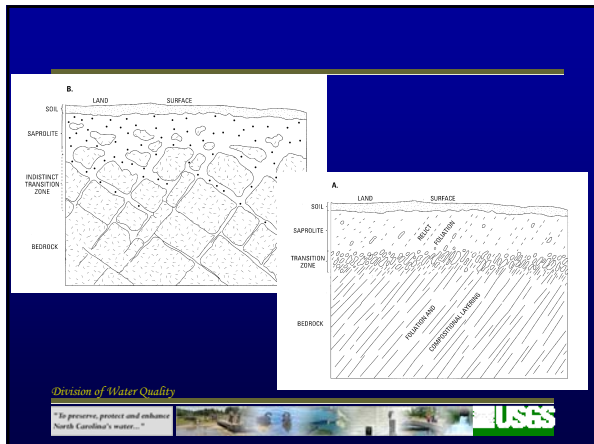 B.
LAND SURFACE
SOIL
SAPROLITE
INDISTINCT
TRANSITION
ZONE
BEDROCK
A.
LAND SURFACE
SOIL
SAPROLITE
RELICT
FOLIATION
TRANSITION
ZONE
BEDROCK
FOLIATION AND
COMPOSITIONAL LAYERING
Division of Water Quality
"To preserve, protect and enhance
North Carolina's water..."
USGS